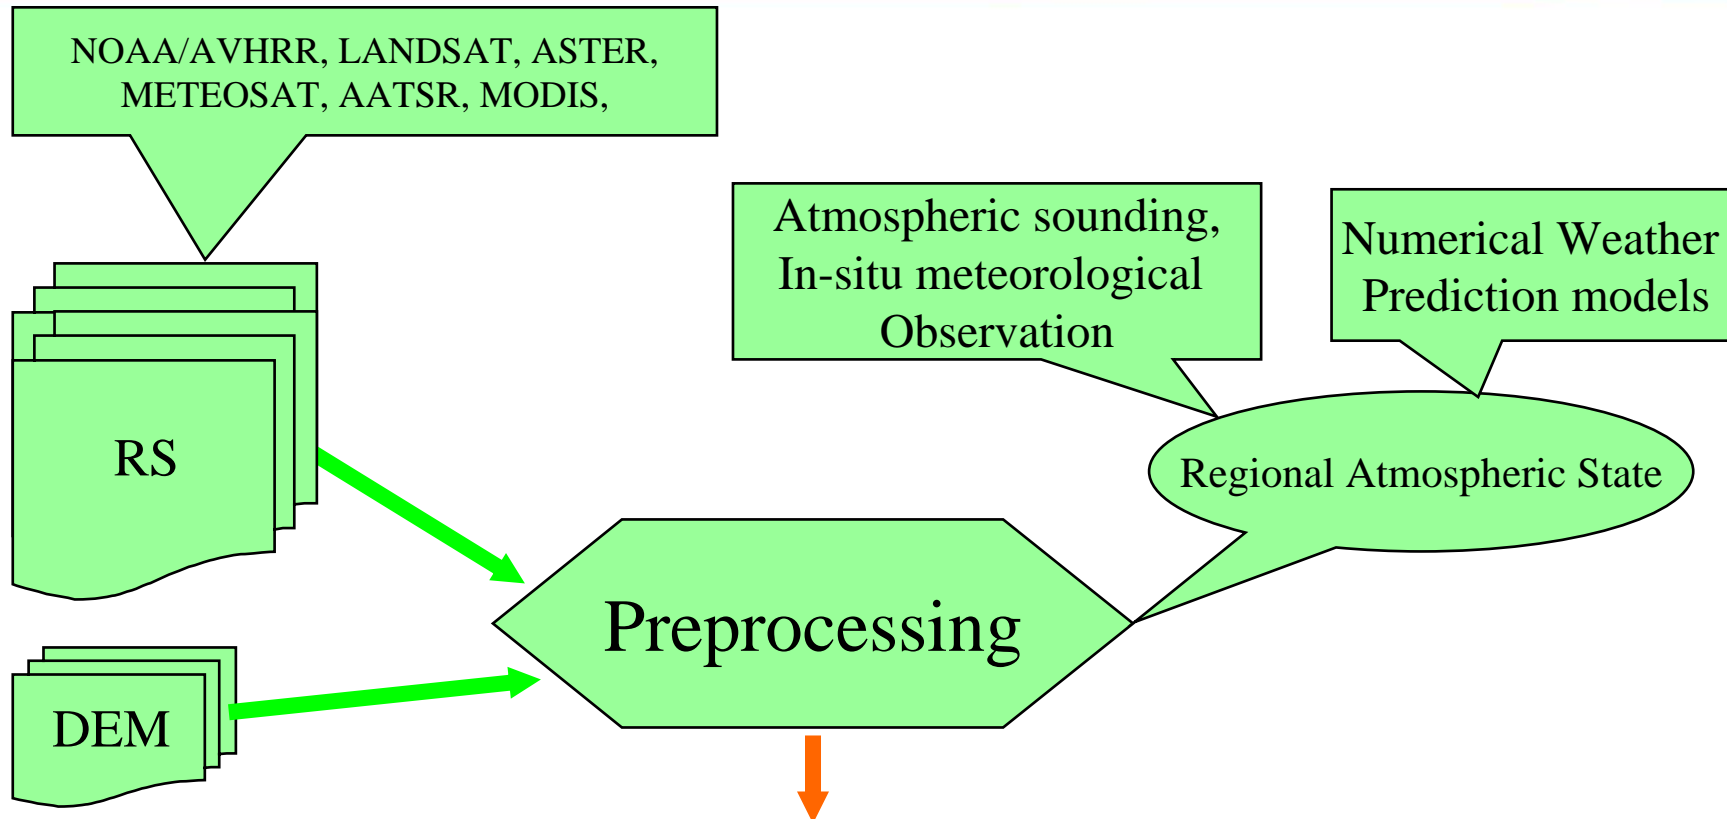 NOAA/AVHRR, LANDSAT, ASTER,
METEOSAT, AATSR, MODIS,
Atmospheric sounding,
In-situ meteorological
Observation
Numerical Weather
Prediction models
RS
Regional Atmospheric State
Preprocessing
DEM